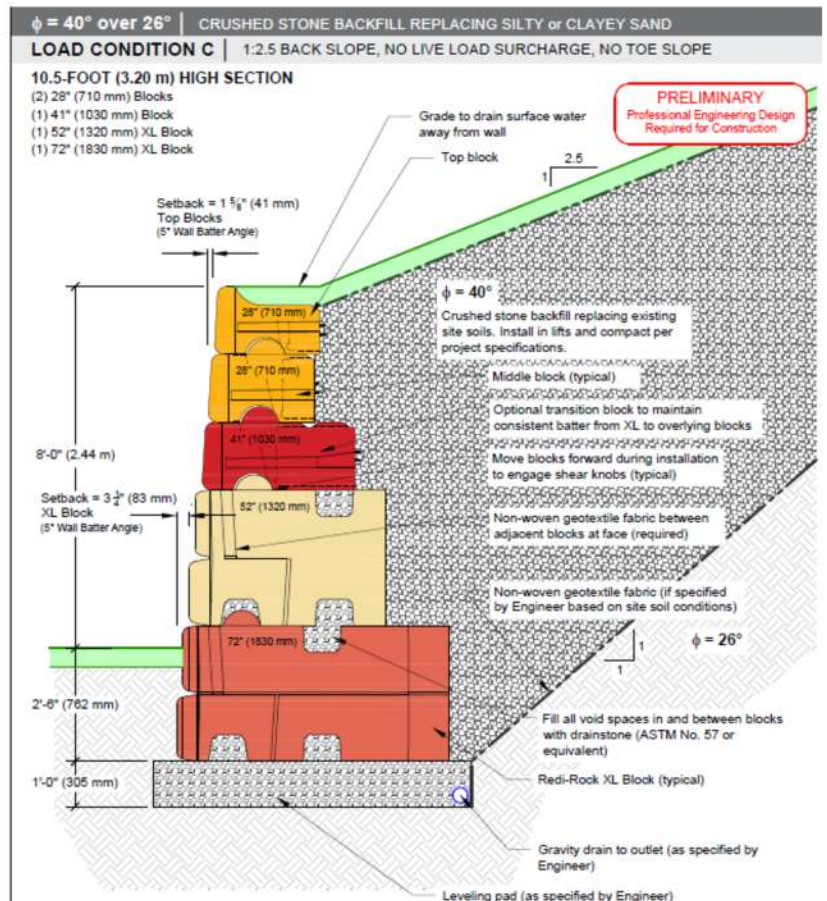 ϕ = 40° over 26° | CRUSHED STONE BACKFILL REPLACING SILTY or CLAYEY SAND
LOAD CONDITION C | 1:2.5 BACK SLOPE, NO LIVE LOAD SURCHARGE, NO TOE SLOPE
10.5-FOOT (3.20 m) HIGH SECTION
(2) 28" (710 mm) Blocks
(1) 41" (1030 mm) Block
(1) 52" (1320 mm) XL Block
(1) 72" (1830 mm) XL Block
PRELIMINARY
Professional Engineering Design
Required for Construction
Grade to drain surface water
away from wall
Top block
2.5
1
Setback = 1 5/8" (41 mm)
Top Blocks
(5° Wall Batter Angle)
28" (710 mm)
ϕ = 40°
Crushed stone backfill replacing existing
site soils. Install in lifts and compact per
project specifications.
28" (710 mm)
Middle block (typical)
Optional transition block to maintain
consistent batter from XL to overlying blocks
41" (1030 mm)
8'-0" (2.44 m)
Move blocks forward during installation
to engage shear knobs (typical)
Setback = 3 1/4" (83 mm)
XL Block
(5° Wall Batter Angle)
52" (1320 mm)
Non-woven geotextile fabric between
adjacent blocks at face (required)
Non-woven geotextile fabric (if specified
by Engineer based on site soil conditions)
72" (1830 mm)
1
1
ϕ = 26°
2'-6" (762 mm)
Fill all void spaces in and between blocks
with drainstone (ASTM No. 57 or
equivalent)
1'-0" (305 mm)
Redi-Rock XL Block (typical)
Gravity drain to outlet (as specified by
Engineer)
Leveling pad (as specified by Engineer)